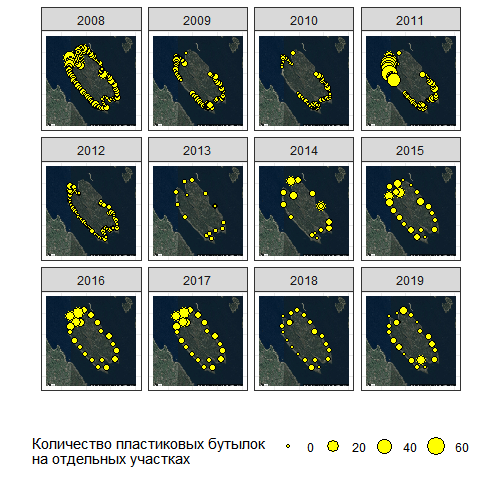 2008 2009 2010 2011
2012 2013 2014 2015
2016 2017 2018 2019
Количество пластиковых бутылок
на отдельных участках
0 20 40 60